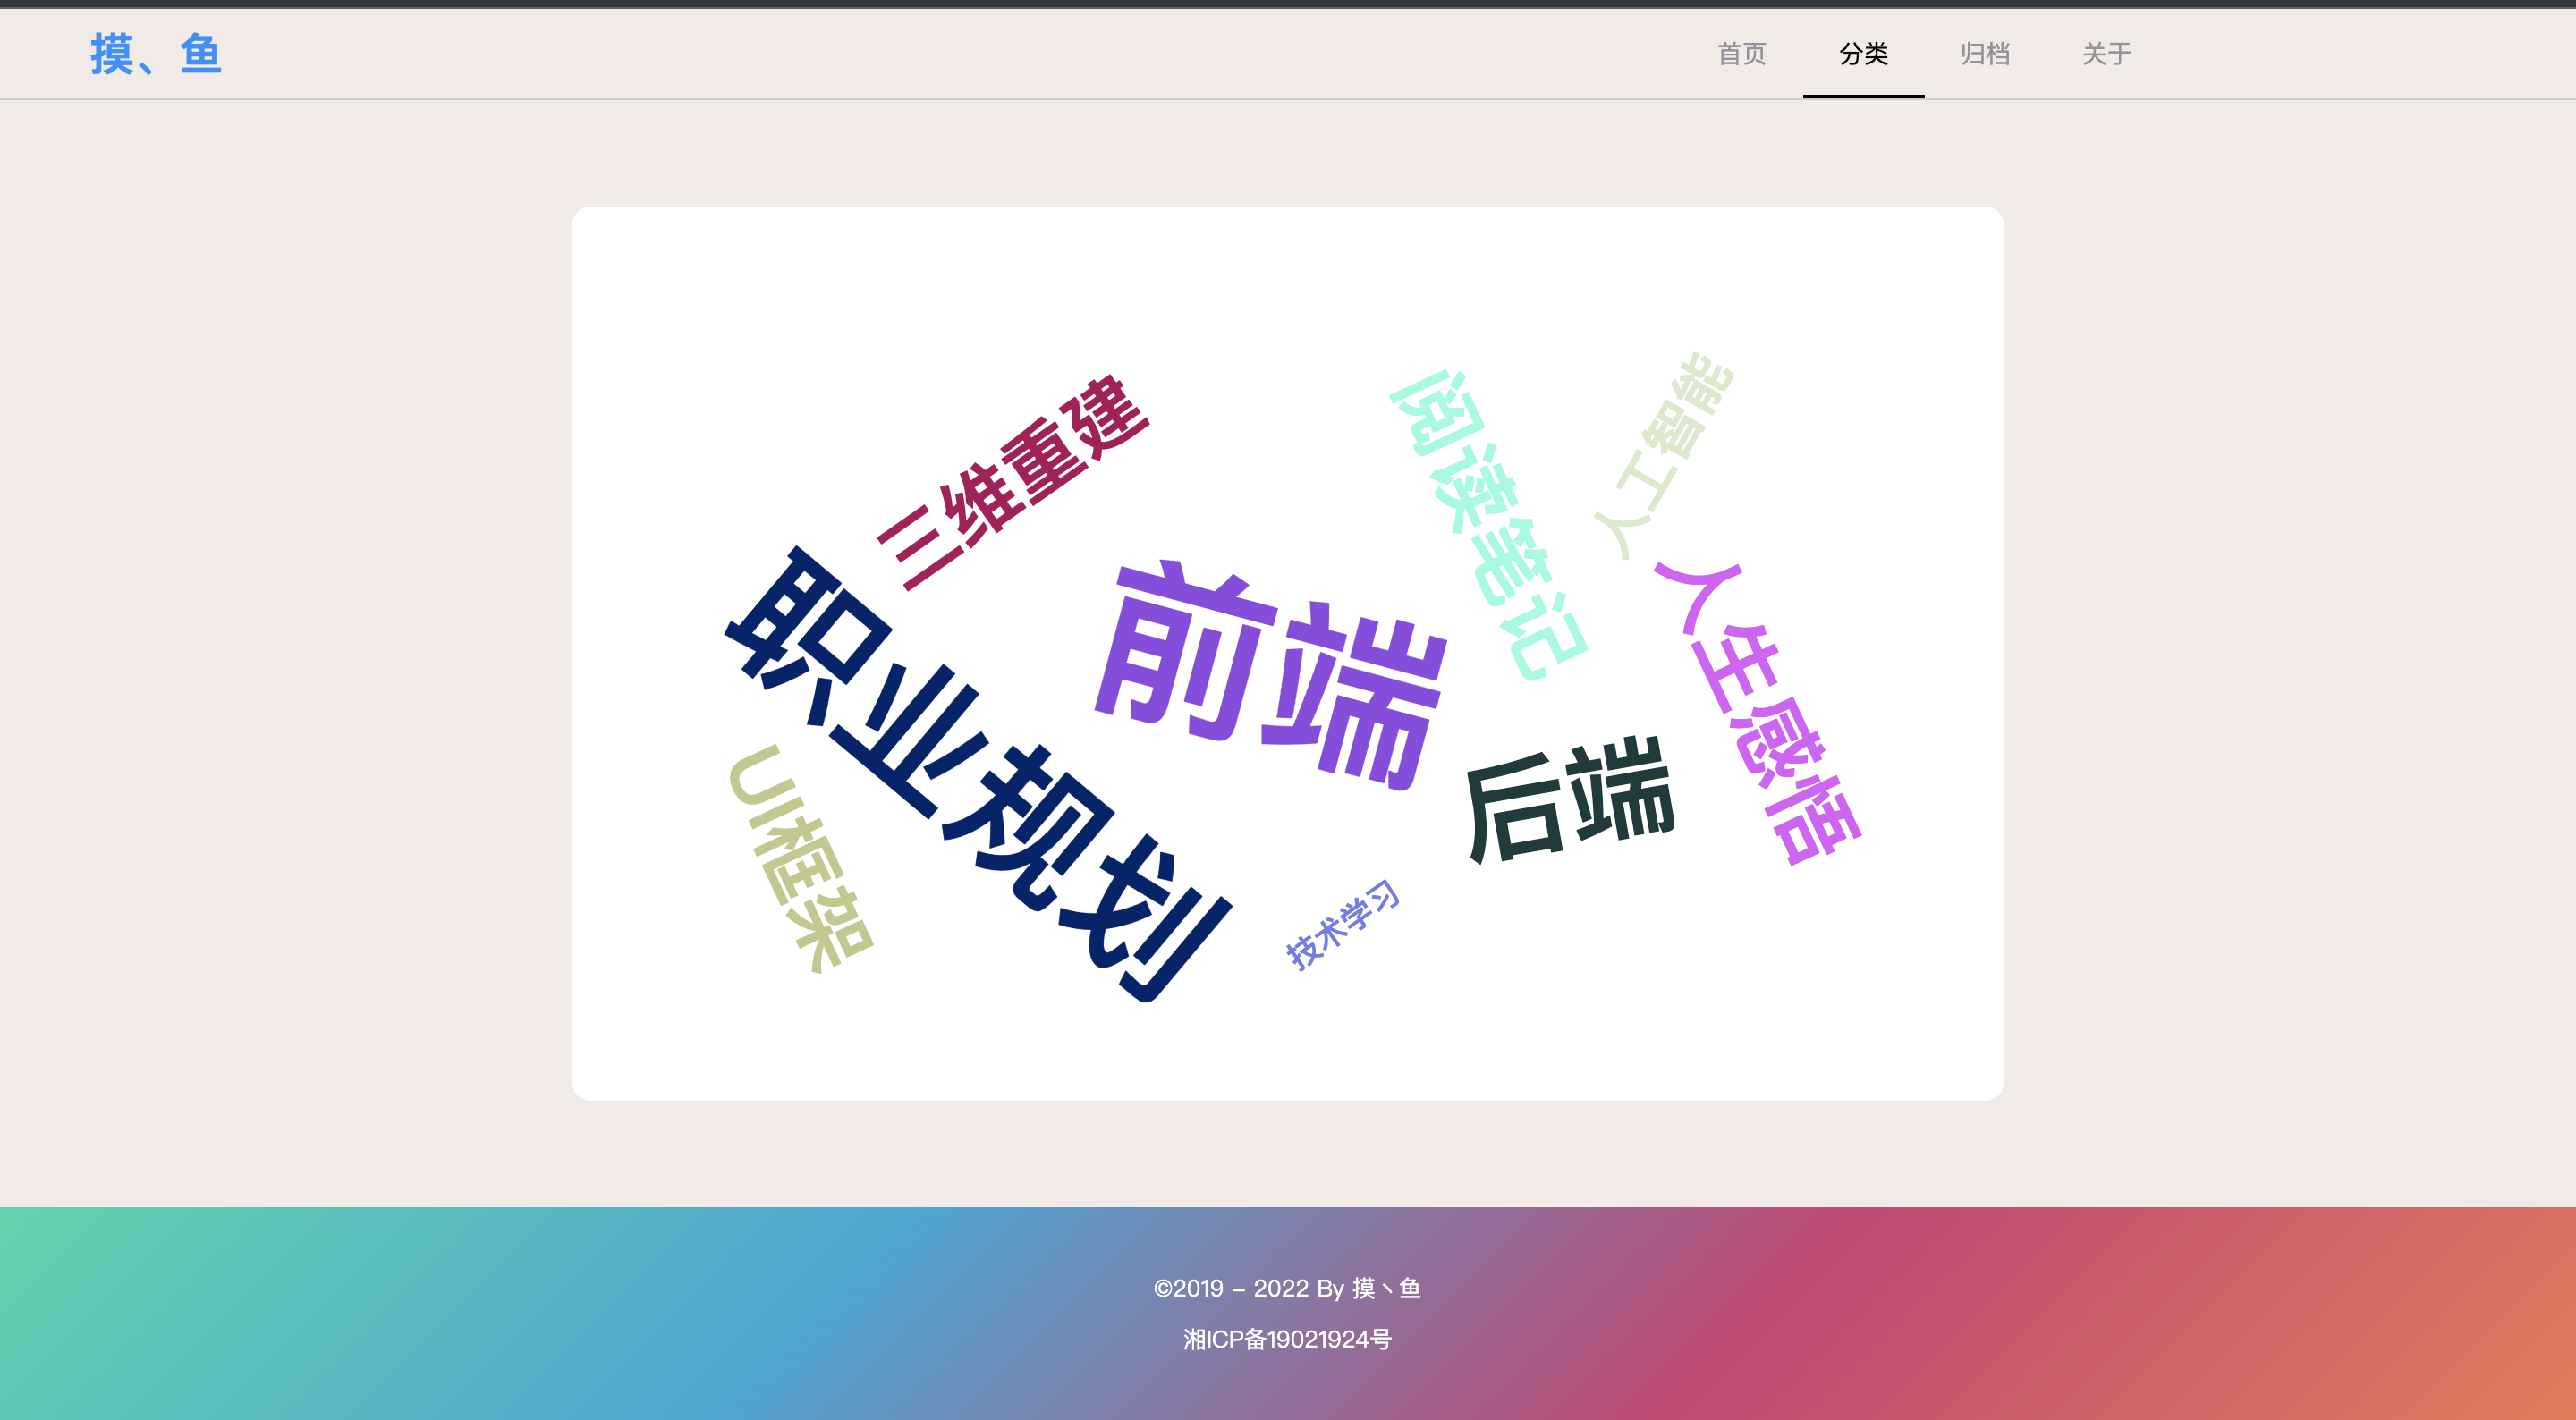 摸、鱼
首页 分类 归档 关于
三维重建
阅读笔记
人工智能
职业规划
前端
人生感悟
后端
UI框架
技术学习
©2019 – 2022 By 摸丶鱼
湘ICP备19021924号